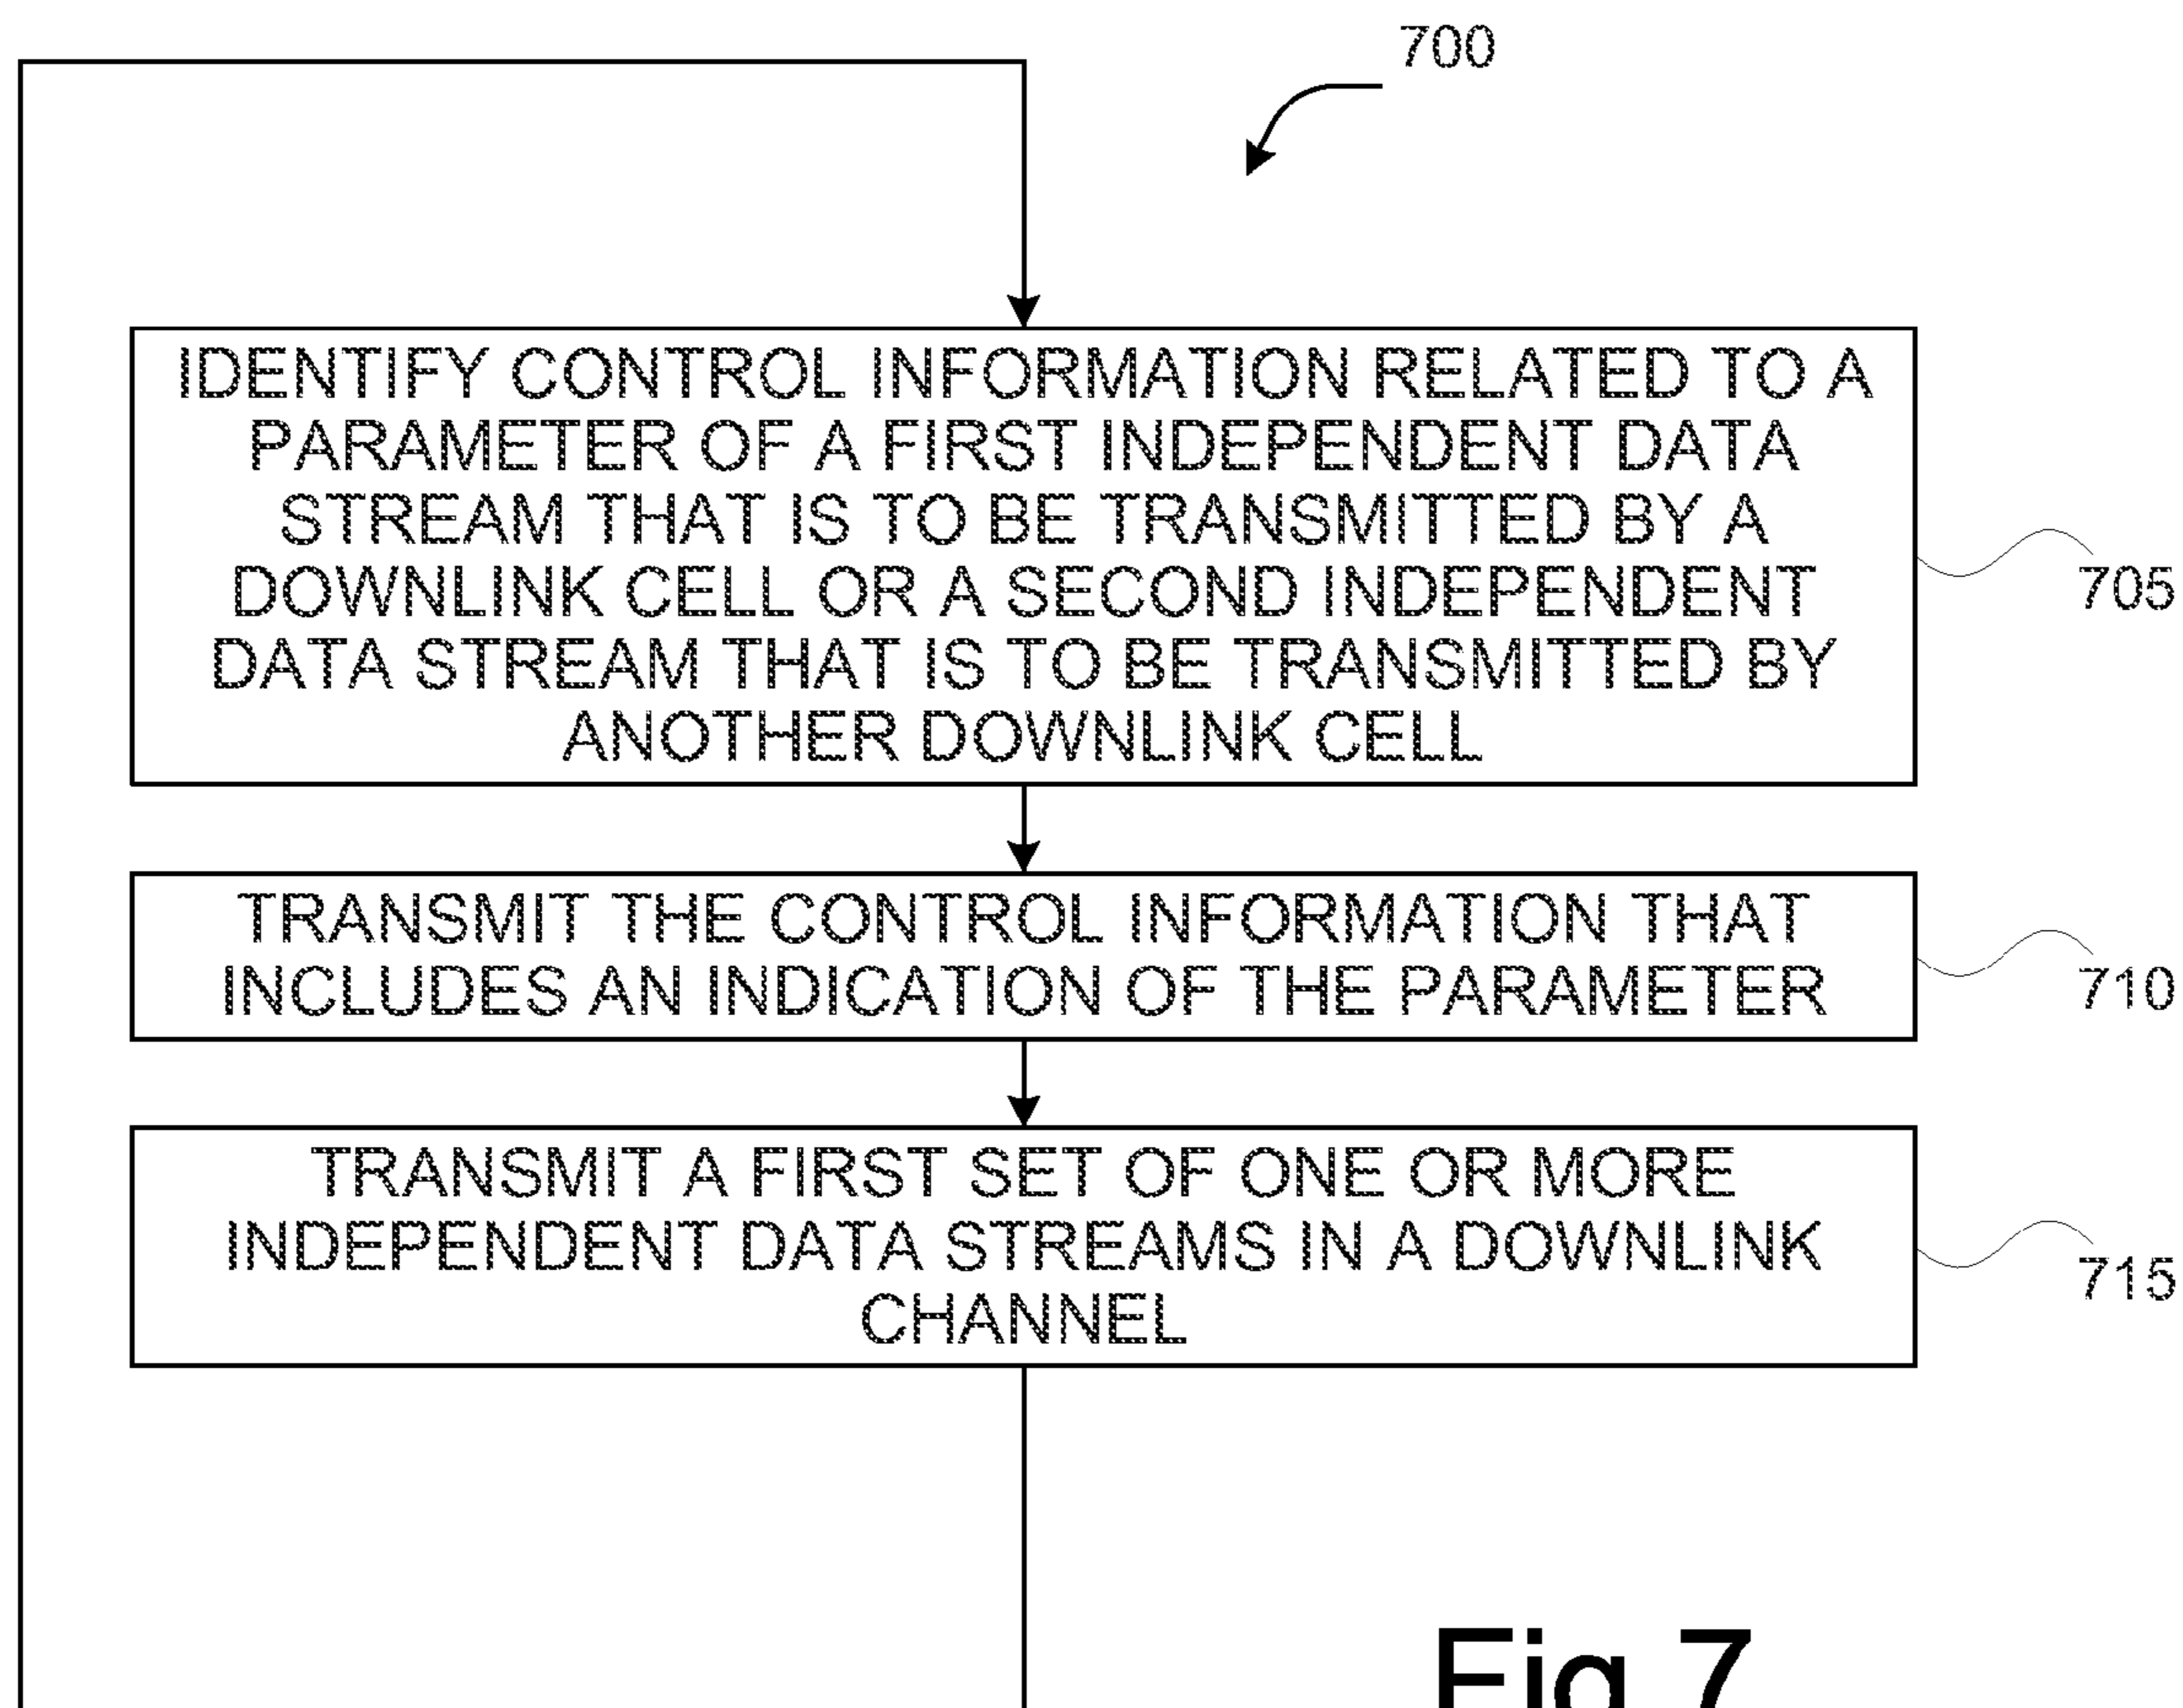 700
IDENTIFY CONTROL INFORMATION RELATED TO A
PARAMETER OF A FIRST INDEPENDENT DATA
STREAM THAT IS TO BE TRANSMITTED BY A
DOWNLINK CELL OR A SECOND INDEPENDENT
DATA STREAM THAT IS TO BE TRANSMITTED BY
ANOTHER DOWNLINK CELL
705
TRANSMIT THE CONTROL INFORMATION THAT
INCLUDES AN INDICATION OF THE PARAMETER
710
TRANSMIT A FIRST SET OF ONE OR MORE
INDEPENDENT DATA STREAMS IN A DOWNLINK
CHANNEL
715
Fig 7